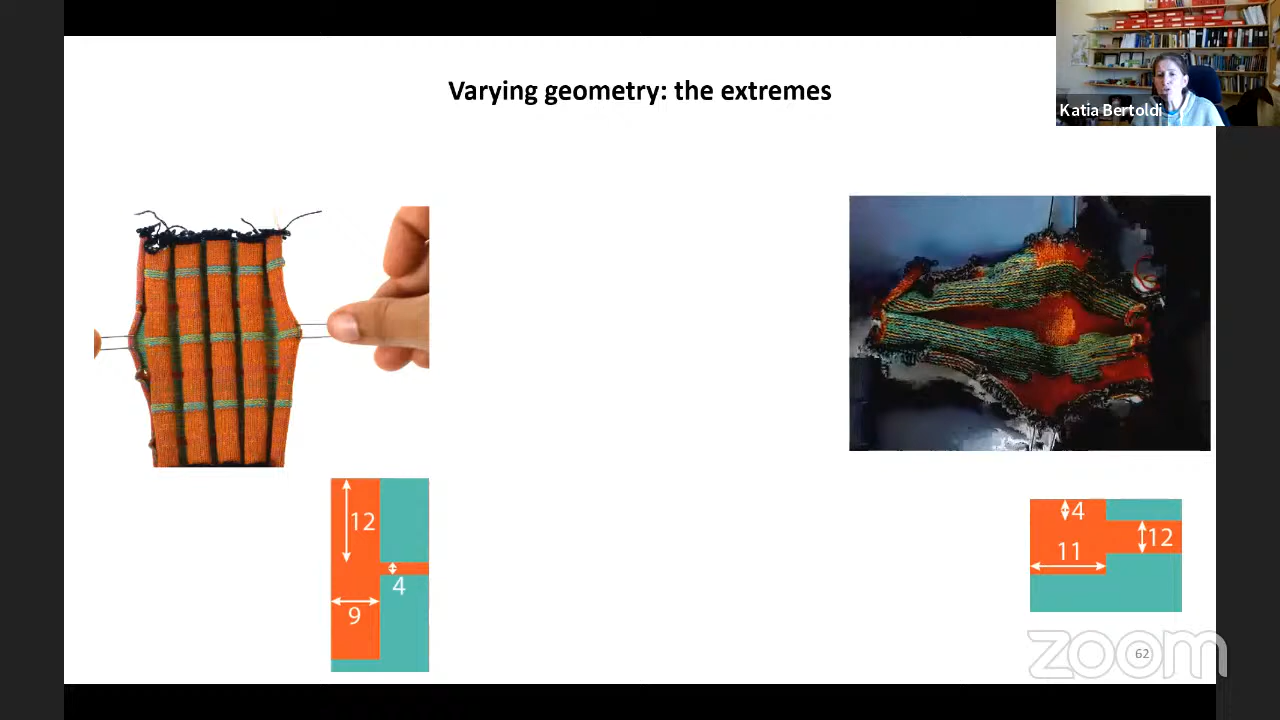 Varying geometry: the extremes
Katia Bertoldi
12
4
9
4
11
12
zoom
62